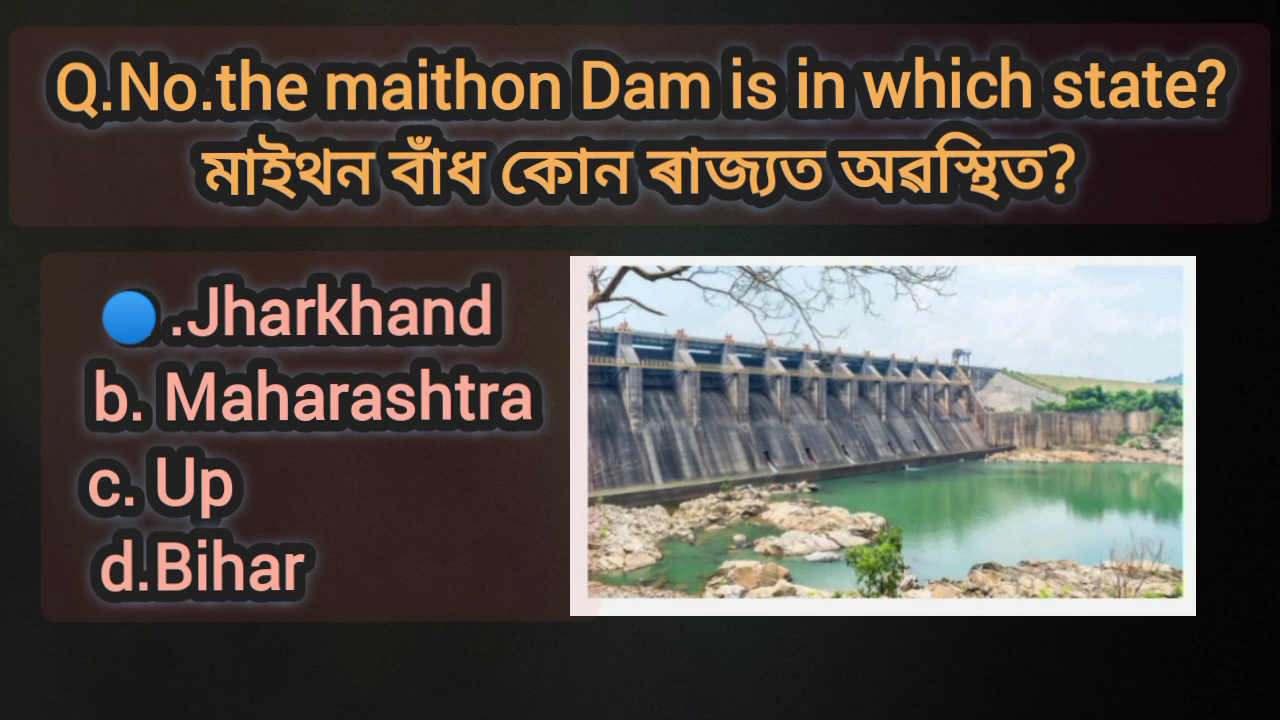 Q.No.the maithon Dam is in which state?
মাইথন বাঁধ কোন ৰাজ্যত অৱস্থিত?
🔵.Jharkhand
b. Maharashtra
c. Up
d.Bihar